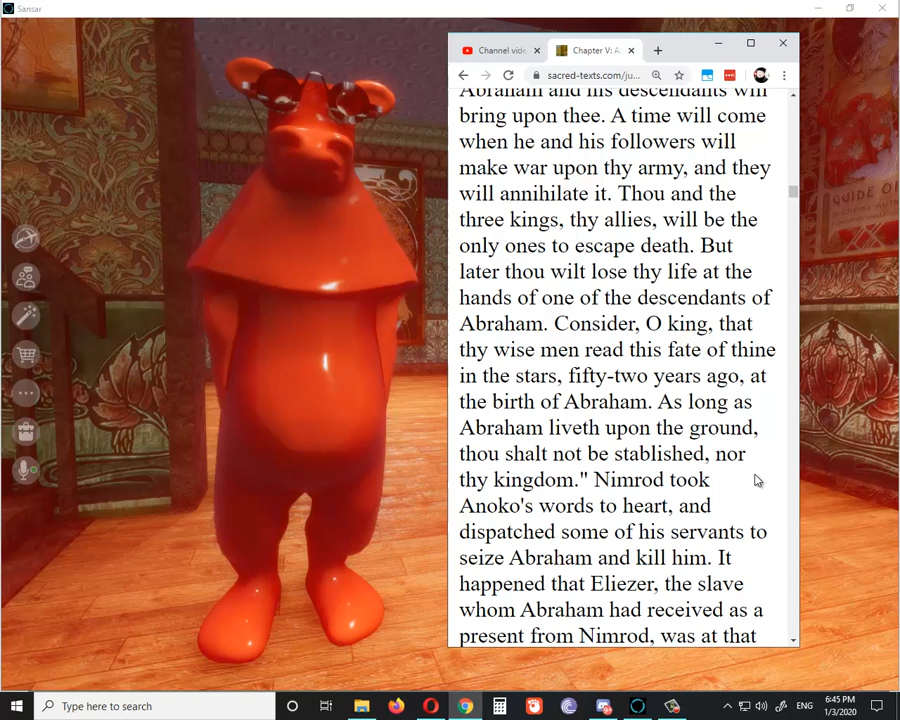 Sansar
Channel vide
Chapter V: A
sacred-texts.com/ju...
Abraham and his descendants will
bring upon thee. A time will come
when he and his followers will
make war upon thy army, and they
will annihilate it. Thou and the
three kings, thy allies, will be the
only ones to escape death. But
later thou wilt lose thy life at the
hands of one of the descendants of
Abraham. Consider, O king, that
thy wise men read this fate of thine
in the stars, fifty-two years ago, at
the birth of Abraham. As long as
Abraham liveth upon the ground,
thou shalt not be stablished, nor
thy kingdom." Nimrod took
Anoko's words to heart, and
dispatched some of his servants to
seize Abraham and kill him. It
happened that Eliezer, the slave
whom Abraham had received as a
present from Nimrod, was at that
GUIDE OF
Type here to search
ENG
6:45 PM
1/3/2020